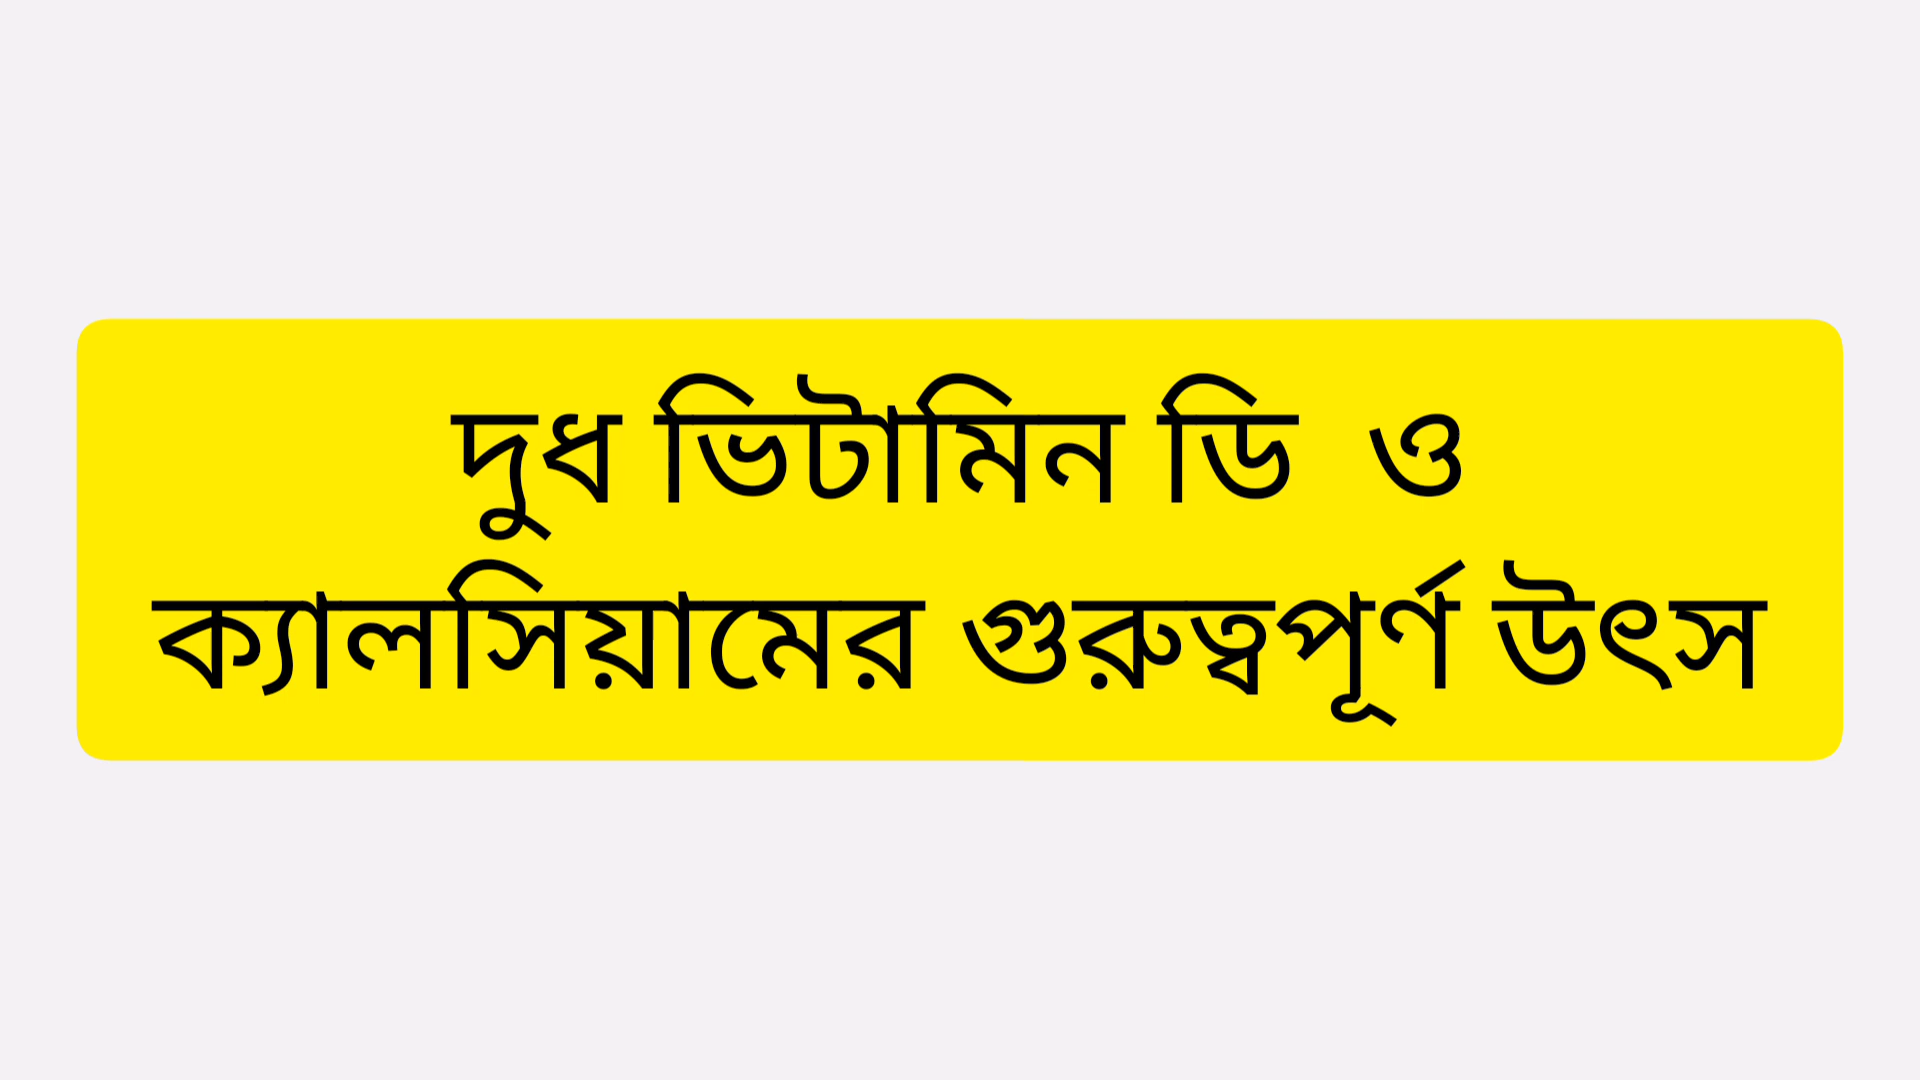 দুধ ভিটামিন ডি  ও
ক্যালসিয়ামের গুরুত্বপূর্ণ উৎস